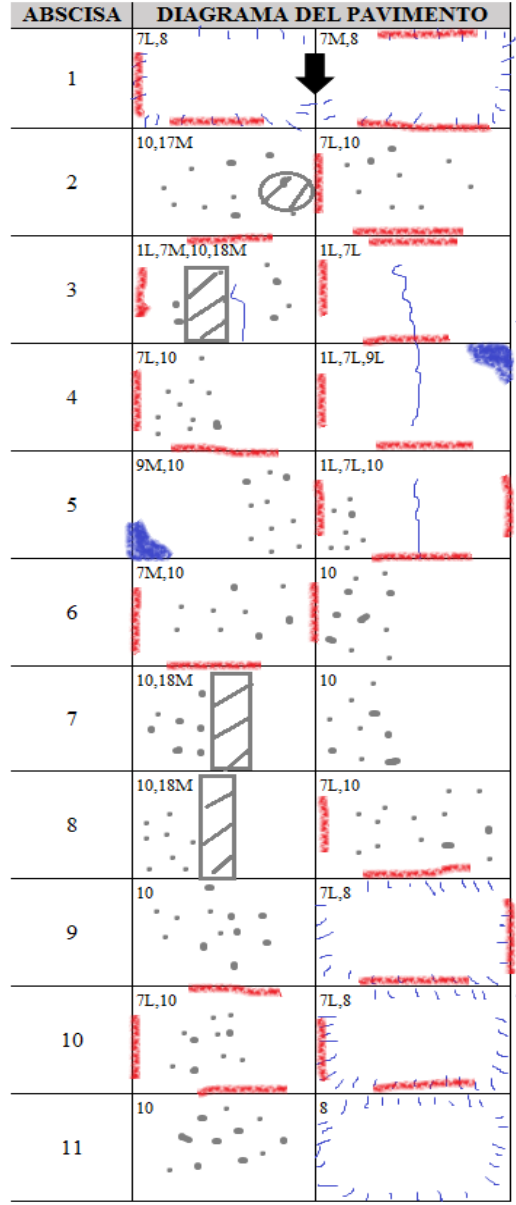 ABSCISA DIAGRAMA DEL PAVIMENTO
1 7L,8 7M,8
2 10,17M 7L,10
3 1L,7M,10,18M 1L,7L
4 7L,10 1L,7L,9L
5 9M,10 1L,7L,10
6 7M,10 10
7 10,18M 10
8 10,18M 7L,10
9 10 7L,8
10 7L,10 7L,8
11 10 8